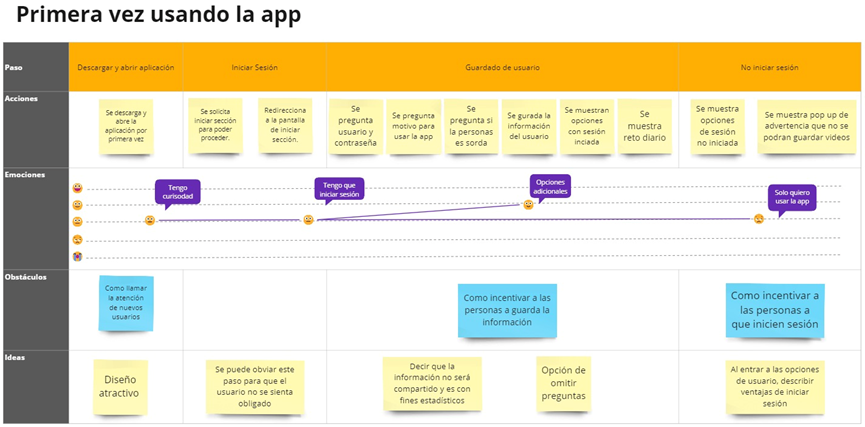 Primera vez usando la app
Paso
Descargar y abrir aplicación
Iniciar Sesión
Guardado de usuario
No iniciar sesión
Acciones
Se descarga y
abre la
aplicación por
primera vez
Se solicita
iniciar sección
para poder
proceder.
Redirecciona
a la pantalla
de iniciar
sección.
Se
pregunta
usuario y
contraseña
Se pregunta
motivo para
usar la app
Se
pregunta si
la personas
es sorda
Se gurada la
información
del usuario
Se muestran
opciones
con sesión
inciada
Se
muestra
reto diario
Se muestra
opciones
de sesión
no iniciada
Se muestra pop up de
advertencia que no se
podran guardar videos
Emociones
Tengo
curisodad
Tengo que
iniciar sesión
Opciones
adicionales
Solo quiero
usar la app
Obstáculos
Como llamar
la atención
de nuevos
usuarios
Como incentivar a las
personas a guarda la
información
Como incentivar a
las personas a
que inicien sesión
Ideas
Diseño
atractivo
Se puede obviar este
paso para que el
usuario no se sienta
obligado
Decir que la
información no será
compartido y es con
fines estadísticos
Opción de
omitir
preguntas
Al entrar a las opciones
de usuario, describir
ventajas de iniciar
sesión